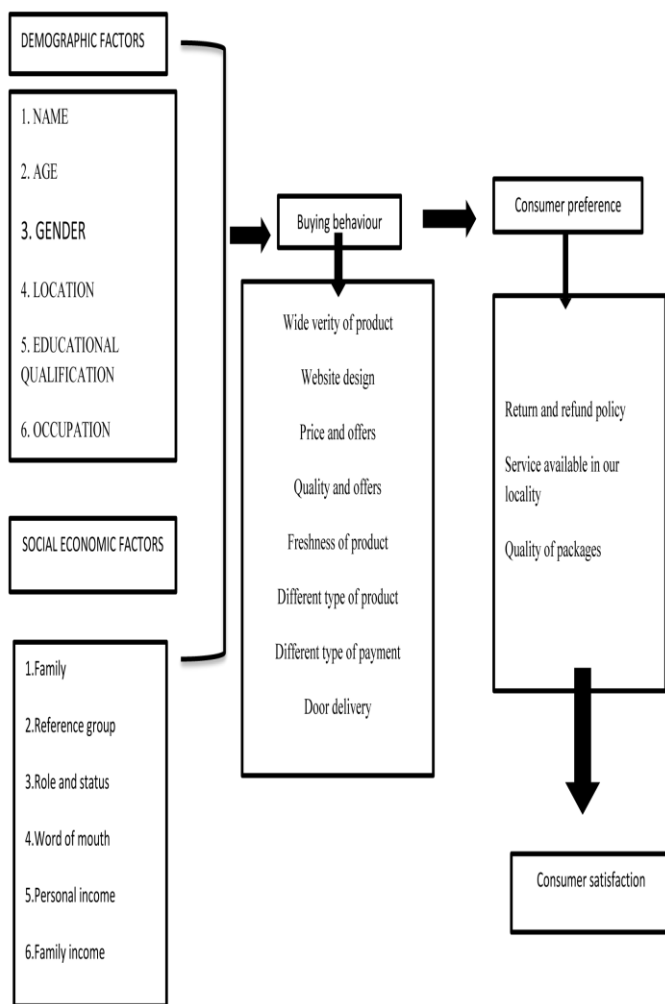 DEMOGRAPHIC FACTORS
1. NAME
2. AGE
3. GENDER
4. LOCATION
5. EDUCATIONAL
QUALIFICATION
6. OCCUPATION
SOCIAL ECONOMIC FACTORS
1.Family
2.Reference group
3.Role and status
4.Word of mouth
5.Personal income
6.Family income
Buying behaviour
Wide verity of product
Website design
Price and offers
Quality and offers
Freshness of product
Different type of product
Different type of payment
Door delivery
Consumer preference
Return and refund policy
Service available in our
locality
Quality of packages
Consumer satisfaction